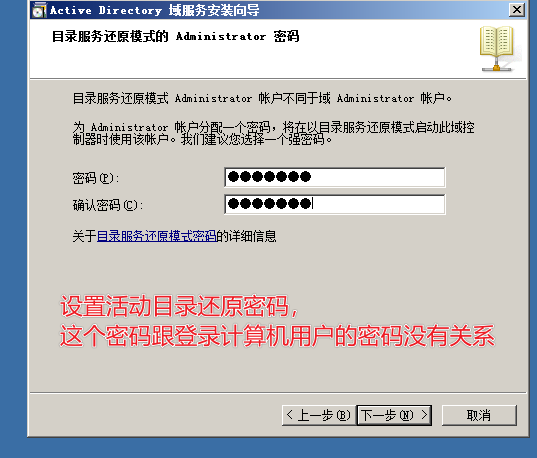 Active Directory 域服务安装向导
目录服务还原模式的 Administrator 密码
目录服务还原模式 Administrator 帐户不同于域 Administrator 帐户。
为 Administrator 帐户分配一个密码，将在以目录服务还原模式启动此域控
制器时使用该帐户。我们建议您选择一个强密码。
密码(P):
●●●●●●●
确认密码(C):
●●●●●●●
关于目录服务还原模式密码的详细信息
设置活动目录还原密码，
这个密码跟登录计算机用户的密码没有关系
< 上一步(B) 下一步(N) > 取消